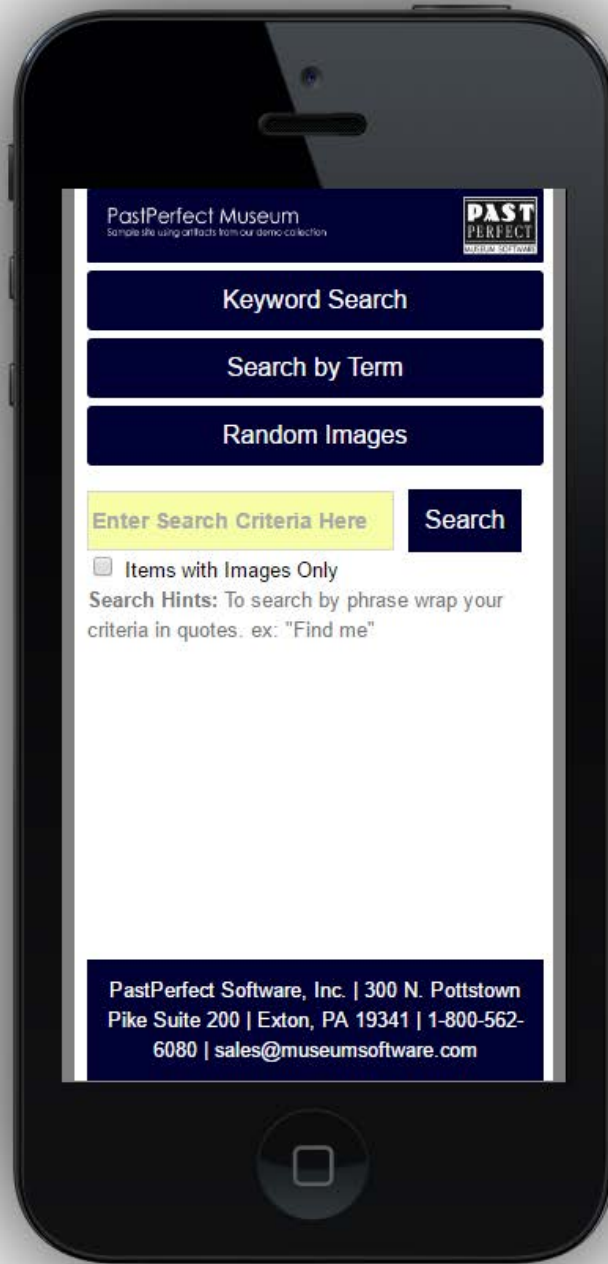 PastPerfect Museum
Sample site using artifacts from our demo collection
PAST
PERFECT
MUSEUM SOFTWARE
Keyword Search
Search by Term
Random Images
Enter Search Criteria Here
Search
Items with Images Only
Search Hints: To search by phrase wrap your
criteria in quotes. ex: "Find me"
PastPerfect Software, Inc. | 300 N. Pottstown
Pike Suite 200 | Exton, PA 19341 | 1-800-562-
6080 | sales@museumsoftware.com